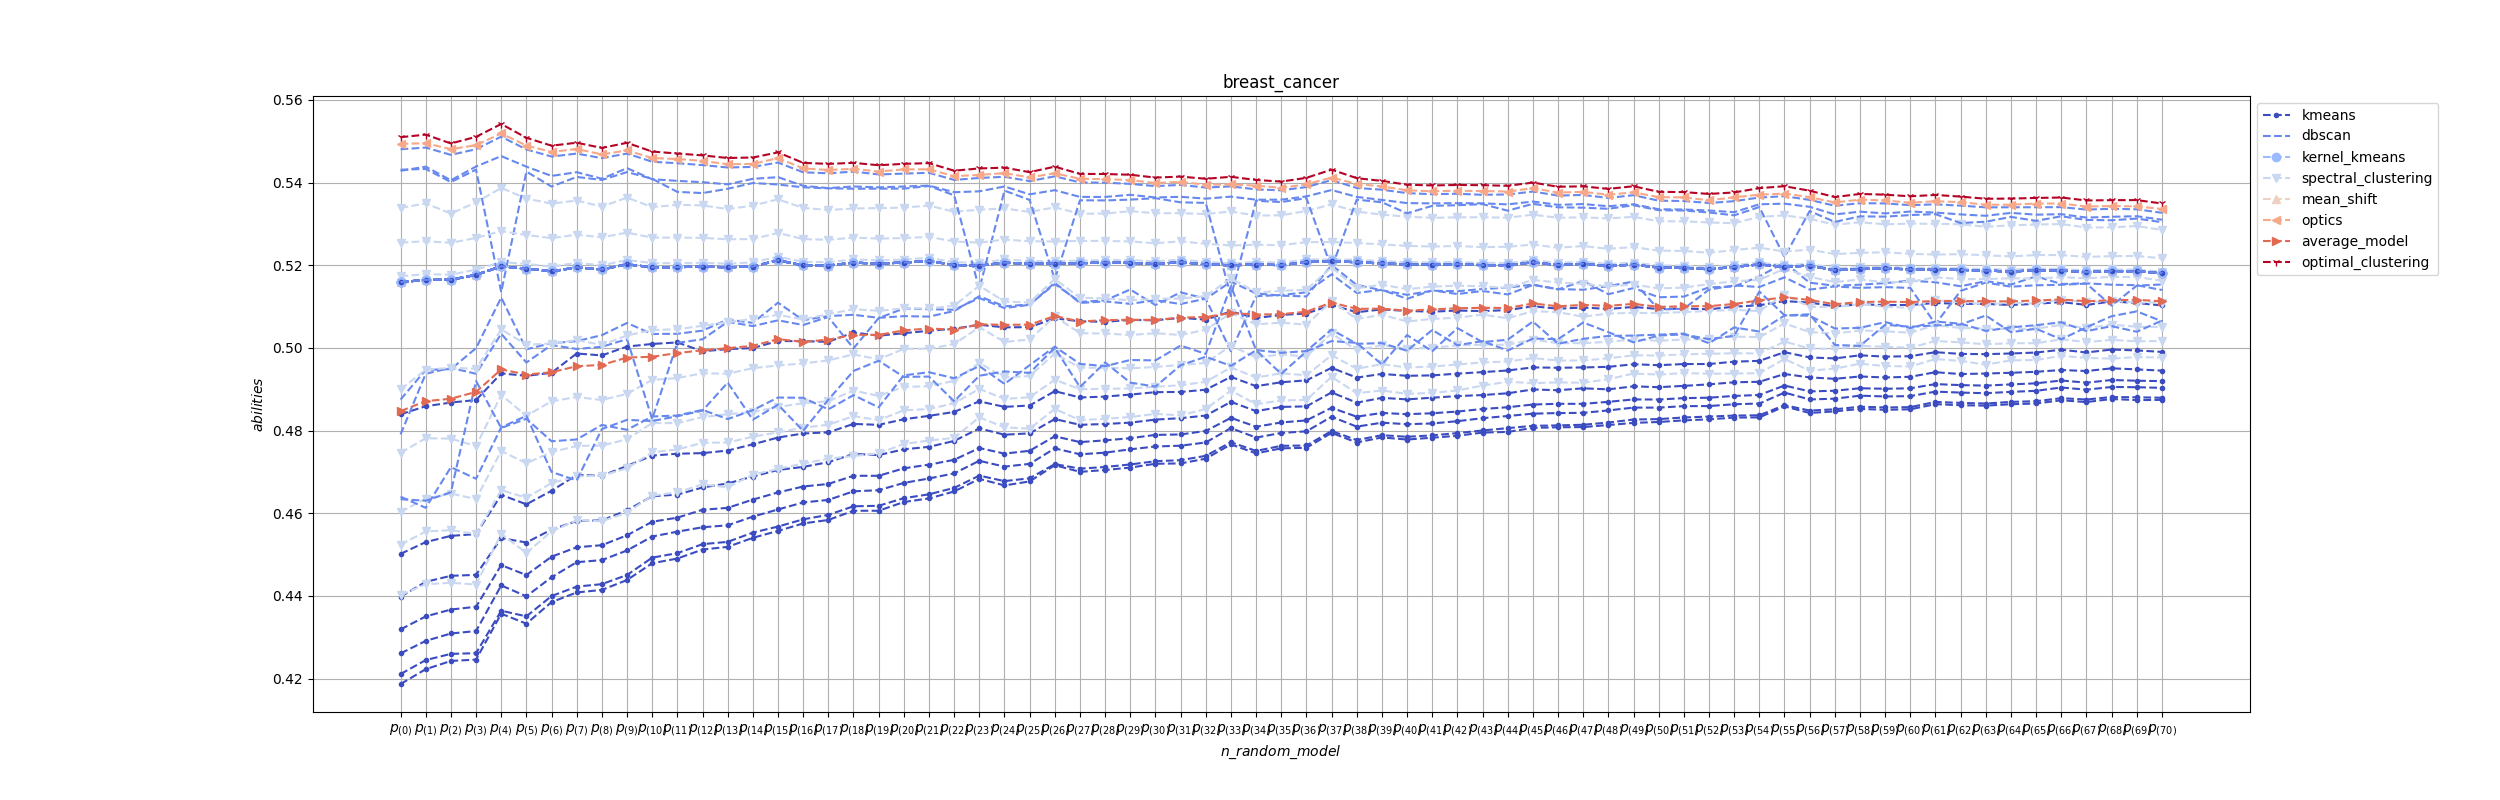 breast_cancer
0.56
0.54
0.52
0.50
0.48
0.46
0.44
0.42
abilities
p(0) p(1) p(2) p(3) p(4) p(5) p(6) p(7) p(8) p(9) p(10) p(11) p(12) p(13) p(14) p(15) p(16) p(17) p(18) p(19) p(20) p(21) p(22) p(23) p(24) p(25) p(26) p(27) p(28) p(29) p(30) p(31) p(32) p(33) p(34) p(35) p(36) p(37) p(38) p(39) p(40) p(41) p(42) p(43) p(44) p(45) p(46) p(47) p(48) p(49) p(50) p(51) p(52) p(53) p(54) p(55) p(56) p(57) p(58) p(59) p(60) p(61) p(62) p(63) p(64) p(65) p(66) p(67) p(68) p(69) p(70)
n_random_model
kmeans
dbscan
kernel_kmeans
spectral_clustering
mean_shift
optics
average_model
optimal_clustering